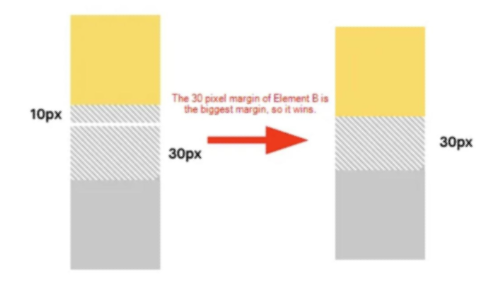 The 30 pixel margin of Element B is
the biggest margin, so it wins.
10px
30px
30px